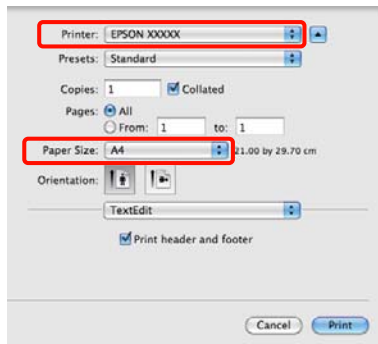 Printer: EPSON XXXXX
Presets: Standard
Copies: 1 Collated
Pages: All
From: 1 to: 1
Paper Size: A4 21.00 by 29.70 cm
Orientation:
TextEdit
Print header and footer
Cancel Print